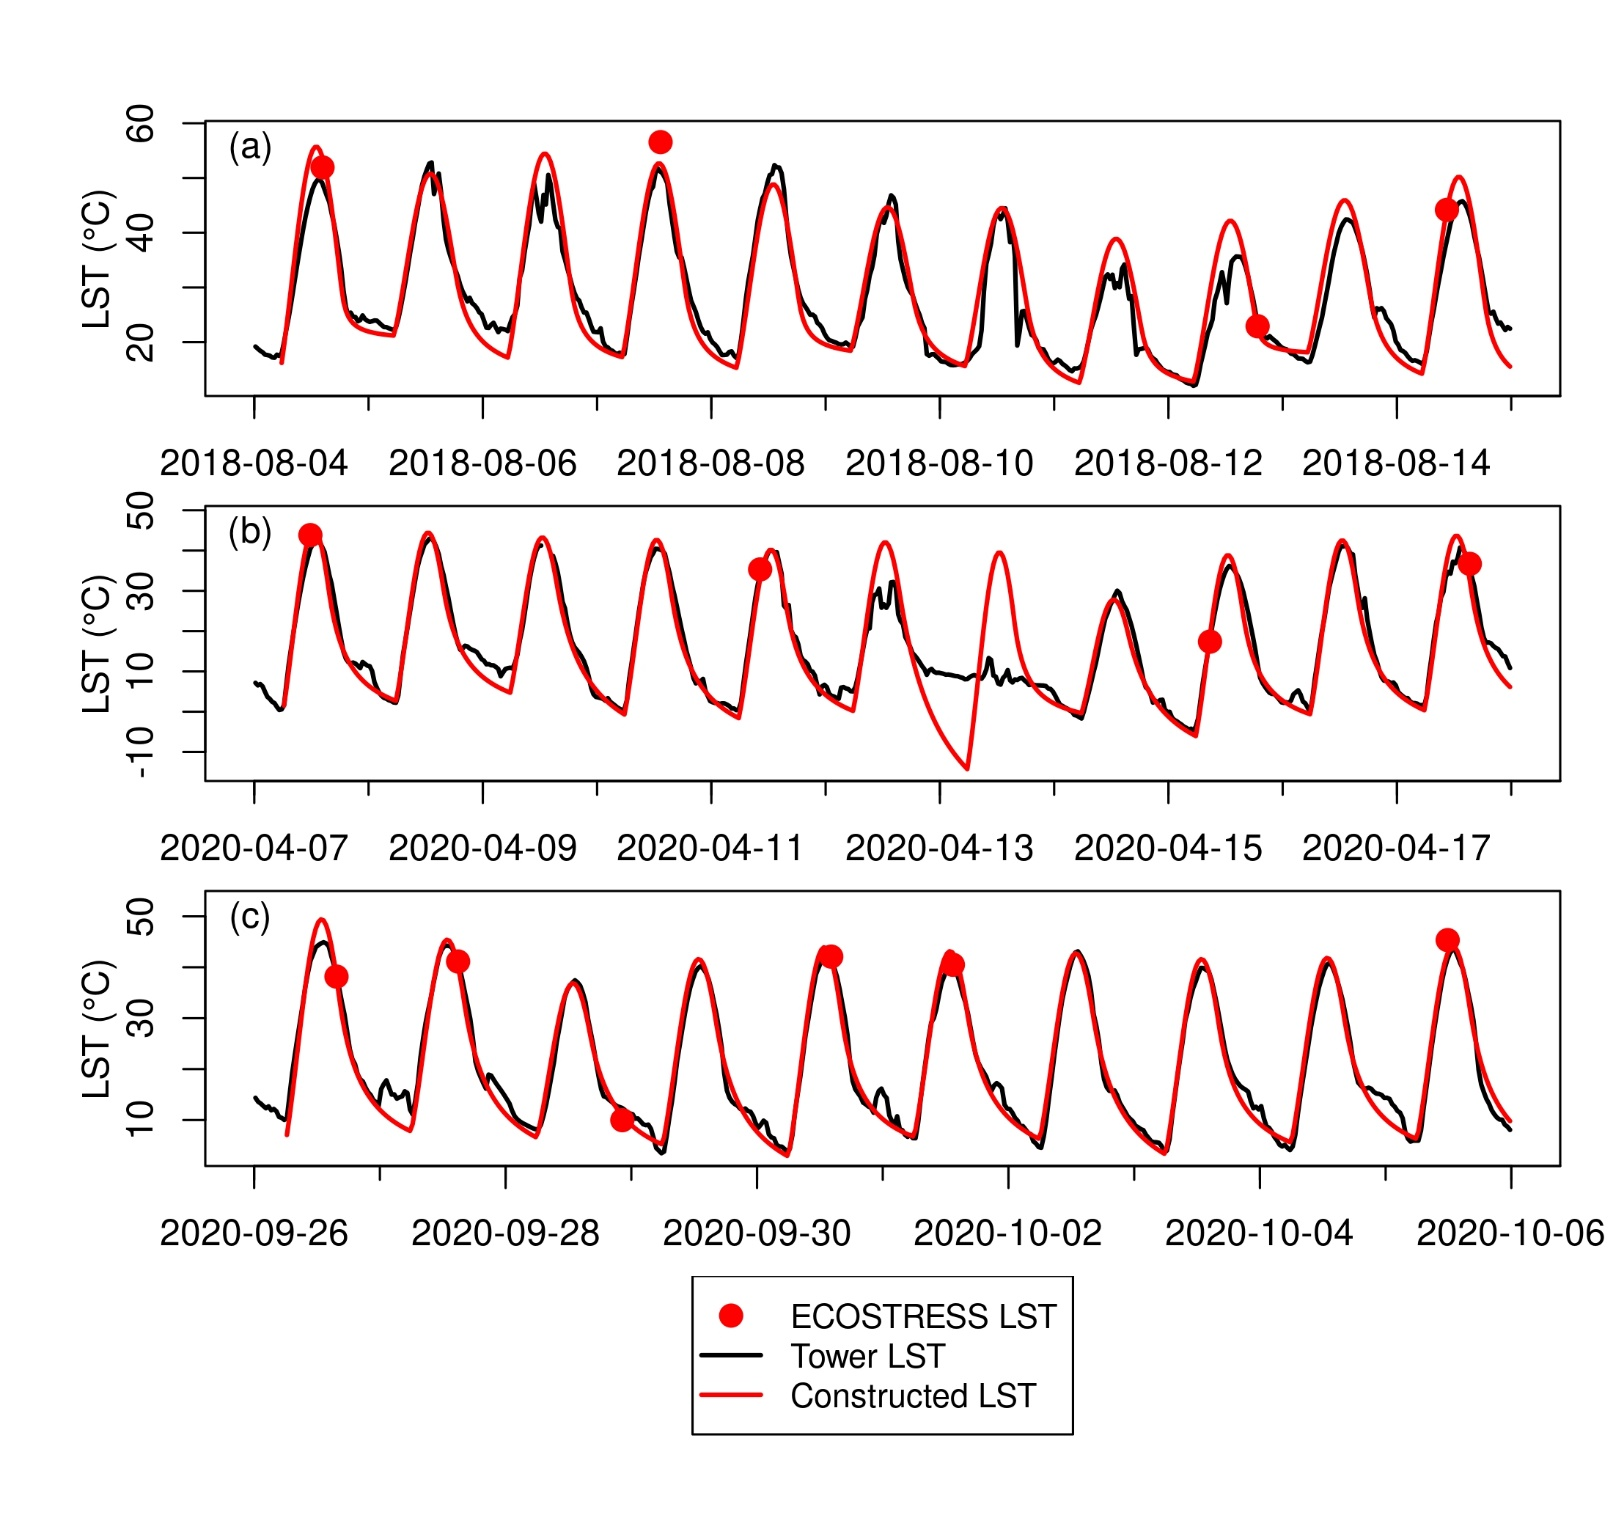 (a)
LST (°C)
60
40
20
2018-08-04 2018-08-06 2018-08-08 2018-08-10 2018-08-12 2018-08-14
(b)
LST (°C)
50
30
10
-10
2020-04-07 2020-04-09 2020-04-11 2020-04-13 2020-04-15 2020-04-17
(c)
LST (°C)
50
30
10
2020-09-26 2020-09-28 2020-09-30 2020-10-02 2020-10-04 2020-10-06
ECOSTRESS LST
Tower LST
Constructed LST